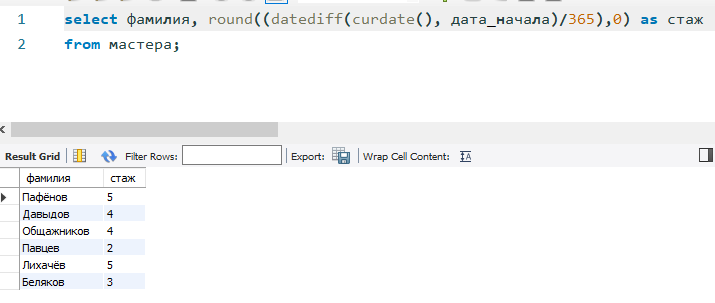 1 select фамилия, round((datediff(curdate(), дата_начала)/365),0) as стаж
2 from мастера;
Result Grid Filter Rows: Export: Wrap Cell Content:
фамилия стаж
Пафёнов 5
Давыдов 4
Общажников 4
Павцев 2
Лихачёв 5
Беляков 3